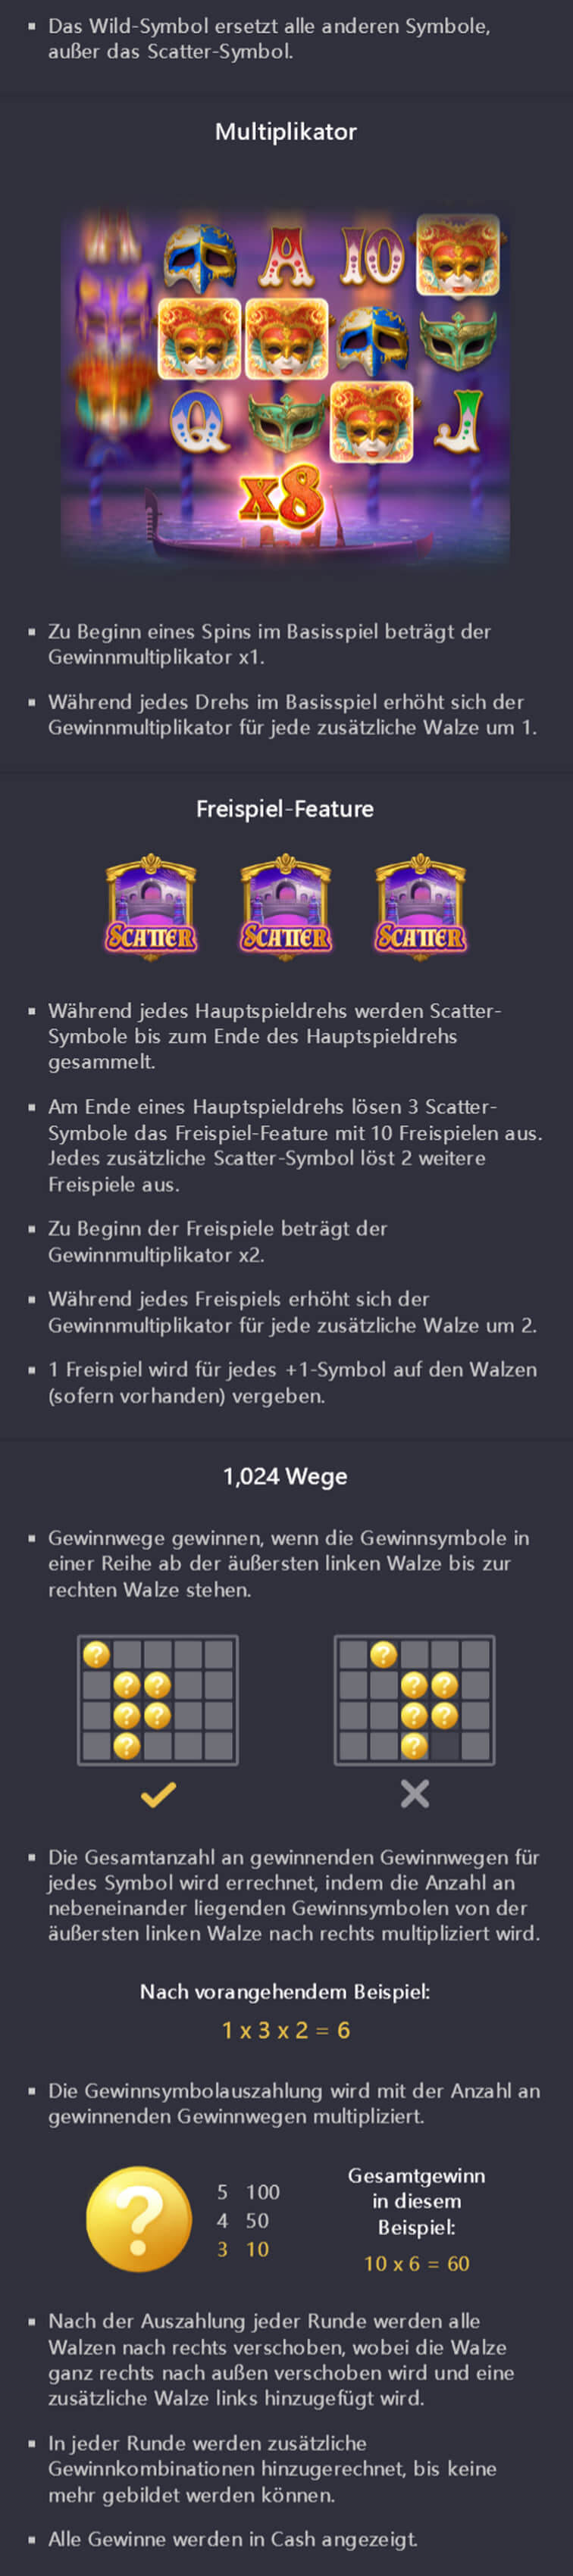 ▪ Das Wild-Symbol ersetzt alle anderen Symbole,
außer das Scatter-Symbol.
Multiplikator
A 10
Q J
x8
▪ Zu Beginn eines Spins im Basisspiel beträgt der
Gewinnmultiplikator x1.
▪ Während jedes Drehs im Basisspiel erhöht sich der
Gewinnmultiplikator für jede zusätzliche Walze um 1.
Freispiel-Feature
SCATTER SCATTER SCATTER
▪ Während jedes Hauptspieldrehs werden Scatter-
Symbole bis zum Ende des Hauptspieldrehs
gesammelt.
▪ Am Ende eines Hauptspieldrehs lösen 3 Scatter-
Symbole das Freispiel-Feature mit 10 Freispielen aus.
Jedes zusätzliche Scatter-Symbol löst 2 weitere
Freispiele aus.
▪ Zu Beginn der Freispiele beträgt der
Gewinnmultiplikator x2.
▪ Während jedes Freispiels erhöht sich der
Gewinnmultiplikator für jede zusätzliche Walze um 2.
▪ 1 Freispiel wird für jedes +1-Symbol auf den Walzen
(sofern vorhanden) vergeben.
1,024 Wege
▪ Gewinnwege gewinnen, wenn die Gewinnsymbole in
einer Reihe ab der äußersten linken Walze bis zur
rechten Walze stehen.
? ?
? ? ? ?
? ? ? ?
? ?
▪ Die Gesamtanzahl an gewinnenden Gewinnwegen für
jedes Symbol wird errechnet, indem die Anzahl an
nebeneinander liegenden Gewinnsymbolen von der
äußersten linken Walze nach rechts multipliziert wird.
Nach vorangehendem Beispiel:
1 x 3 x 2 = 6
▪ Die Gewinnsymbolauszahlung wird mit der Anzahl an
gewinnenden Gewinnwegen multipliziert.
?
5 100
4 50
3 10
Gesamtgewinn
in diesem
Beispiel:
10 x 6 = 60
▪ Nach der Auszahlung jeder Runde werden alle
Walzen nach rechts verschoben, wobei die Walze
ganz rechts nach außen verschoben wird und eine
zusätzliche Walze links hinzugefügt wird.
▪ In jeder Runde werden zusätzliche
Gewinnkombinationen hinzugerechnet, bis keine
mehr gebildet werden können.
▪ Alle Gewinne werden in Cash angezeigt.